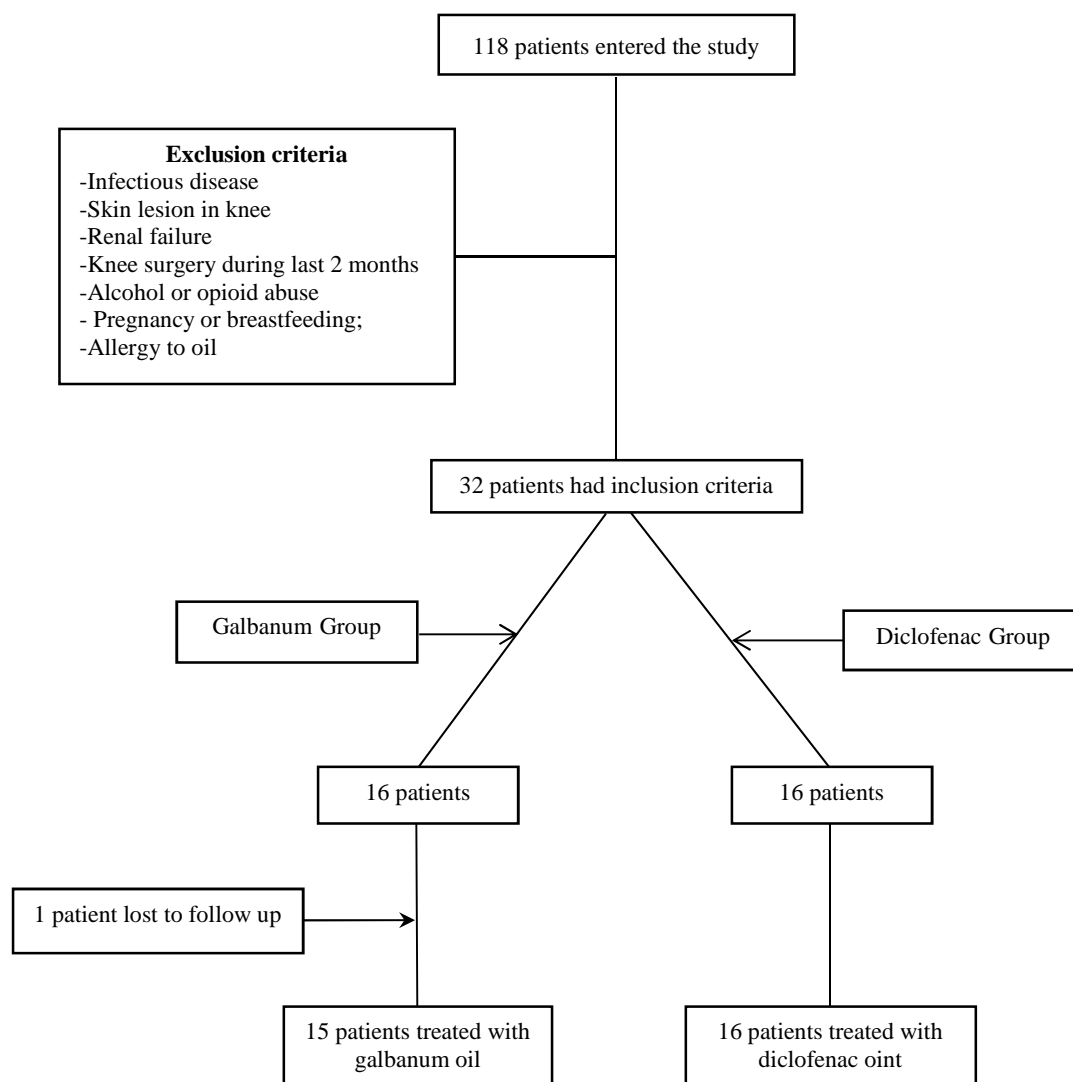 118 patients entered the study
Exclusion criteria
-Infectious disease
-Skin lesion in knee
-Renal failure
-Knee surgery during last 2 months
-Alcohol or opioid abuse
- Pregnancy or breastfeeding;
-Allergy to oil
32 patients had inclusion criteria
Galbanum Group
Diclofenac Group
16 patients
16 patients
1 patient lost to follow up
15 patients treated with
galbanum oil
16 patients treated with
diclofenac oint